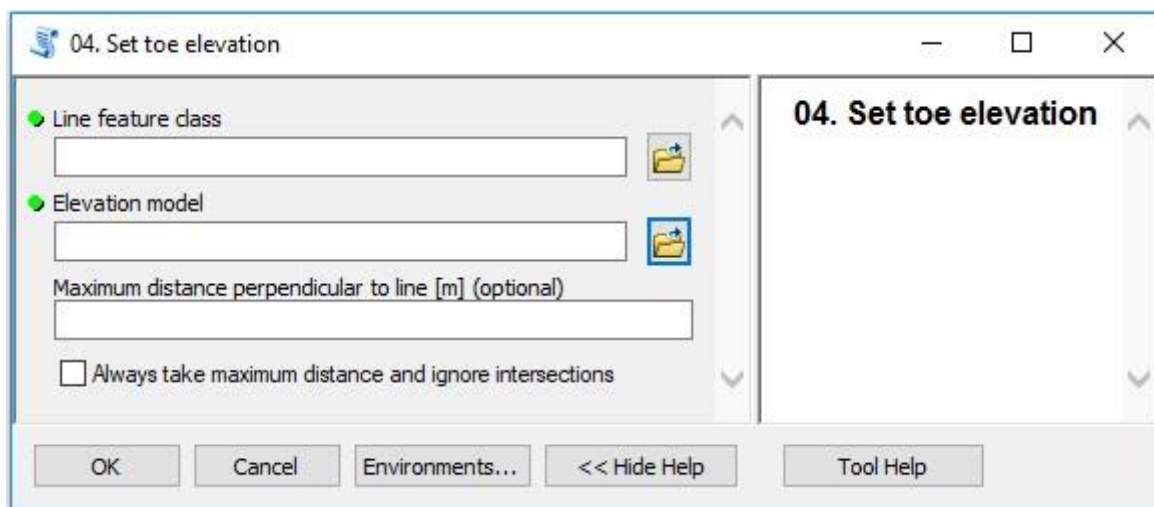 04. Set toe elevation
Line feature class
Elevation model
Maximum distance perpendicular to line [m] (optional)
Always take maximum distance and ignore intersections
04. Set toe elevation
OK
Cancel
Environments...
<< Hide Help
Tool Help